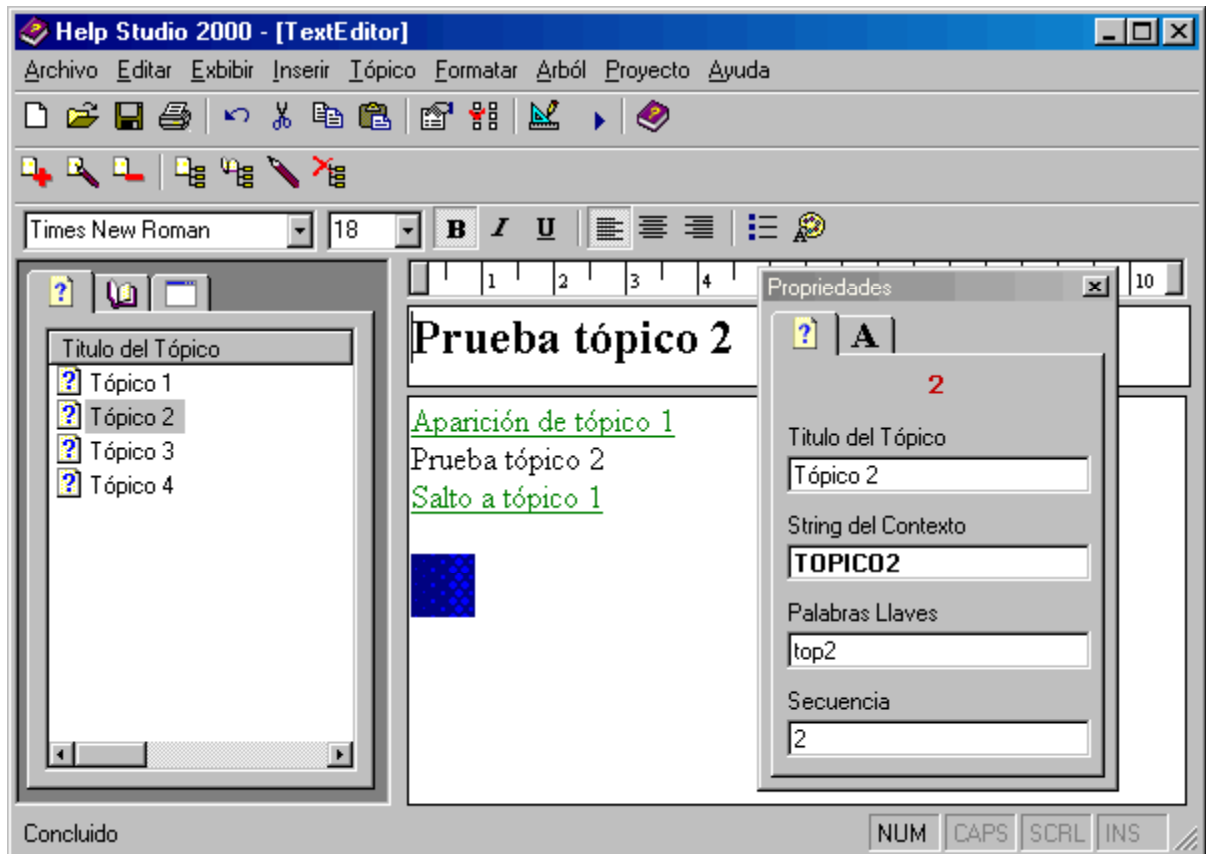 Help Studio 2000 - [TextEditor]
Archivo Editar Exbibir Inserir Tópico Formatar Arból Proyecto Ayuda
Times New Roman 18 B I U
Titulo del Tópico
Tópico 1
Tópico 2
Tópico 3
Tópico 4
1 2 3 4 10
Prueba tópico 2
Aparición de tópico 1
Prueba tópico 2
Salto a tópico 1
Propriedades
A
2
Titulo del Tópico
Tópico 2
String del Contexto
TOPICO2
Palabras Llaves
top2
Secuencia
2
Concluido
NUM CAPS SCRL INS